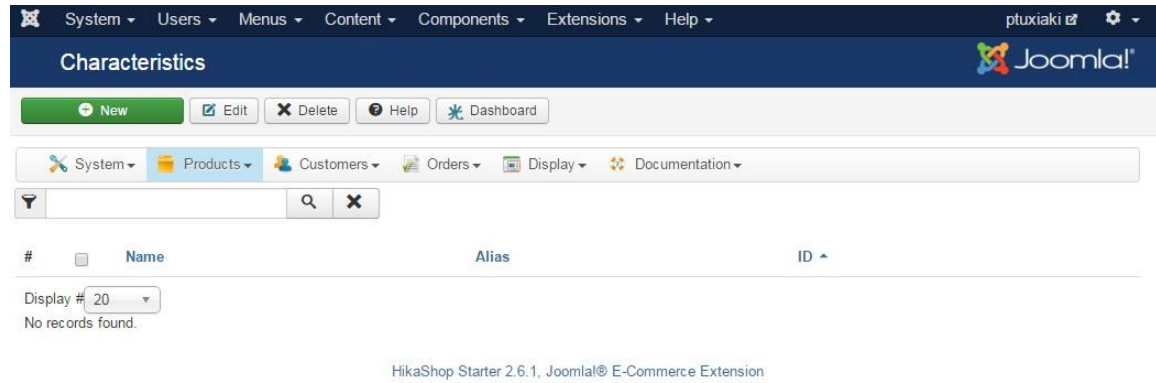 System Users Menus Content Components Extensions Help ptuxiaki
Characteristics Joomla!®
New Edit Delete Help Dashboard
System Products Customers Orders Display Documentation
# Name Alias ID
Display # 20
No records found.
HikaShop Starter 2.6.1, Joomla!® E-Commerce Extension